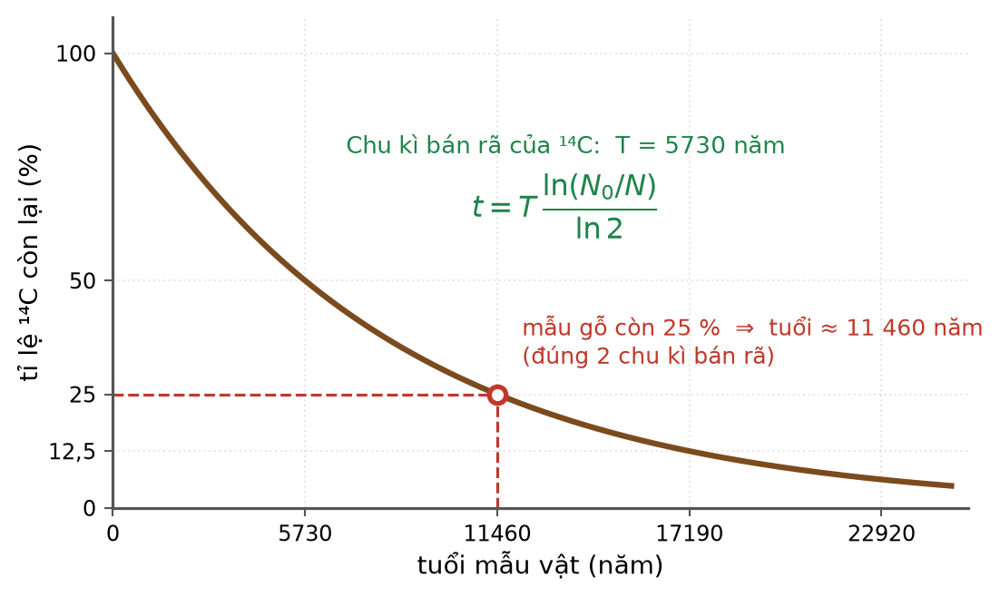 tỉ lệ ¹⁴C còn lại (%)
100
50
25
12,5
0
Chu kì bán rã của ¹⁴C:  T = 5730 năm
t = T ln(N₀/N) / ln 2
mẫu gỗ còn 25 %  ⇒  tuổi ≈ 11 460 năm
(đúng 2 chu kì bán rã)
0 5730 11460 17190 22920
tuổi mẫu vật (năm)